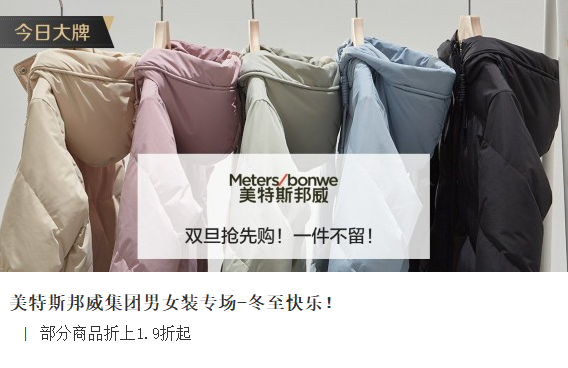 今日大牌
Meters/bonwe
美特斯邦威
双旦抢先购！一件不留！
美特斯邦威集团男女装专场-冬至快乐！
| 部分商品折上1.9折起